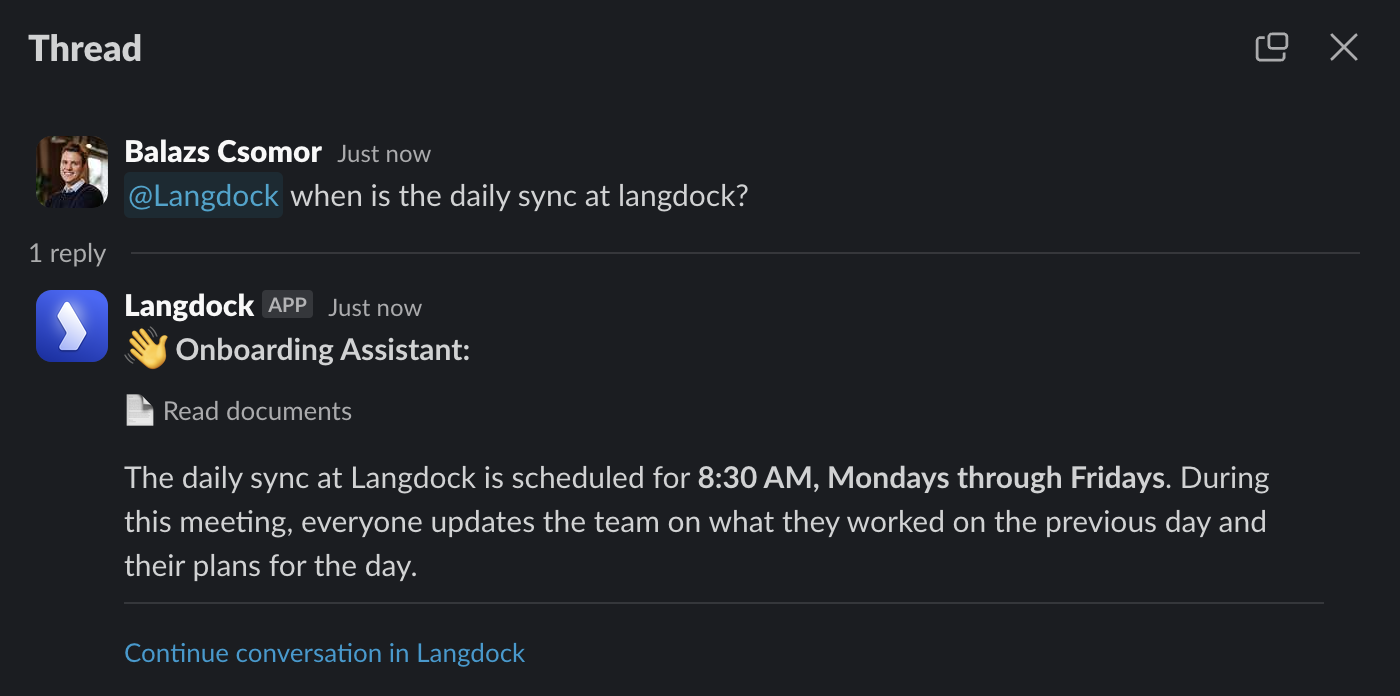 Thread
Balazs Csomor Just now
@Langdock when is the daily sync at langdock?
1 reply
Langdock APP Just now
👋 Onboarding Assistant:
📄 Read documents
The daily sync at Langdock is scheduled for 8:30 AM, Mondays through Fridays. During
this meeting, everyone updates the team on what they worked on the previous day and
their plans for the day.
Continue conversation in Langdock